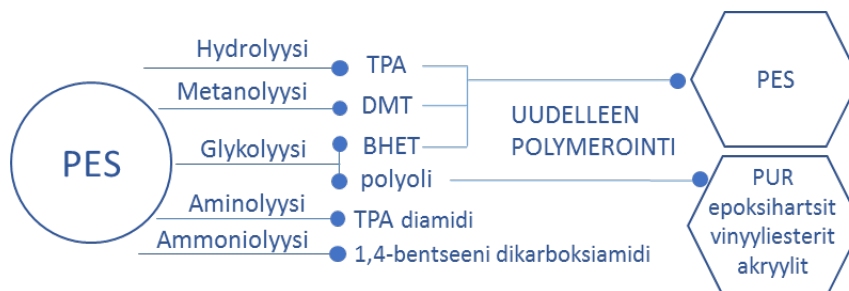 PES
Hydrolyysi
TPA
Metanolyysi
DMT
Glykolyysi
BHET
polyoli
Aminolyysi
TPA diamidi
Ammoniolyysi
1,4-bentseeni dikarboksiamidi
UUDELLEEN
POLYMEROINTI
PES
PUR
epoksihartsit
vinyyliesterit
akryylit